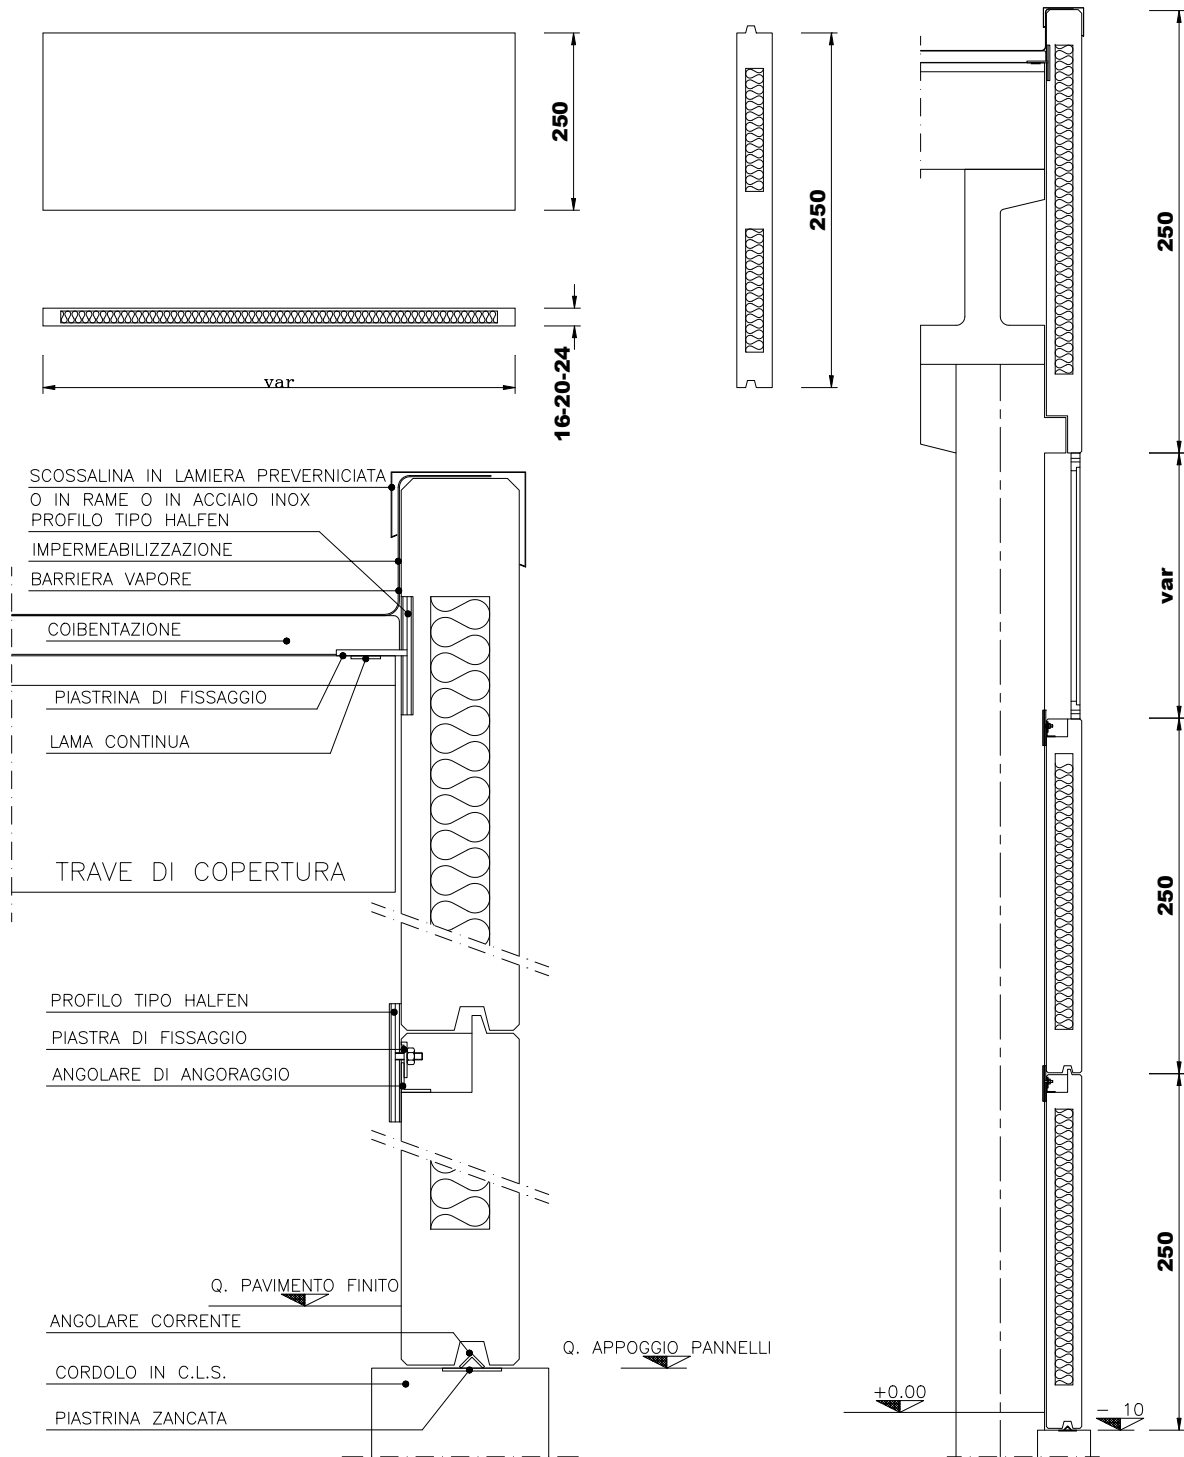 250
16-20-24
var
250
250
var
250
250
SCOSSALINA IN LAMIERA PREVERNICIATA
O IN RAME O IN ACCIAIO INOX
PROFILO TIPO HALFEN
IMPERMEABILIZZAZIONE
BARRIERA VAPORE
COIBENTAZIONE
PIASTRINA DI FISSAGGIO
LAMA CONTINUA
TRAVE DI COPERTURA
PROFILO TIPO HALFEN
PIASTRA DI FISSAGGIO
ANGOLARE DI ANGORAGGIO
Q. PAVIMENTO FINITO
ANGOLARE CORRENTE
Q. APPOGGIO PANNELLI
CORDOLO IN C.L.S.
PIASTRINA ZANCATA
+0.00
- 10